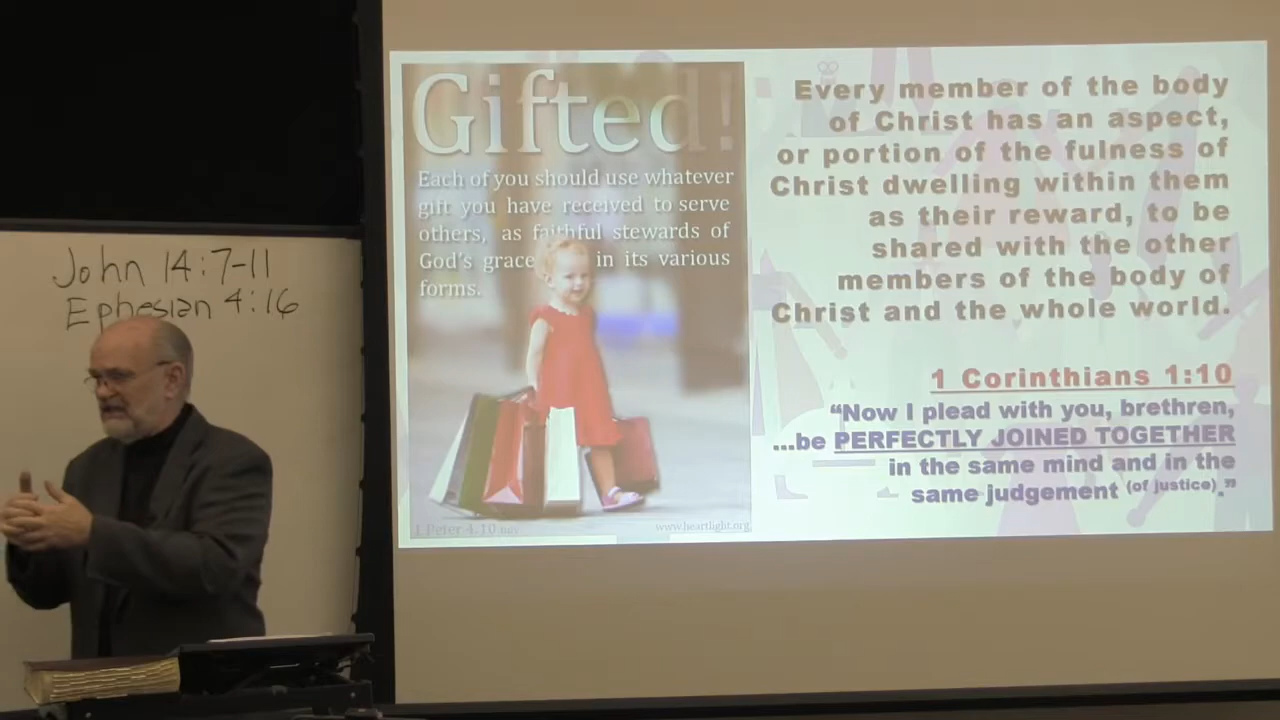 John 14:7-11
Ephesian 4:16
Gifted!
Each of you should use whatever
gift you have received to serve
others, as faithful stewards of
God's grace in its various
forms.
1 Peter 4.10
www.heartlight.org
Every member of the body
of Christ has an aspect,
or portion of the fulness of
Christ dwelling within them
as their reward, to be
shared with the other
members of the body of
Christ and the whole world.
1 Corinthians 1:10
“Now I plead with you, brethren,
...be PERFECTLY JOINED TOGETHER
in the same mind and in the
same judgement (of justice).”